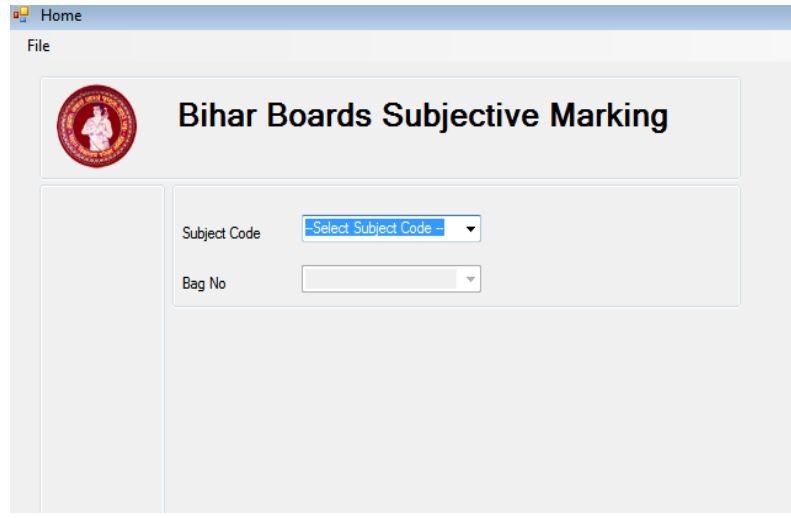 Home
File
Bihar Boards Subjective Marking
Subject Code
--Select Subject Code --
Bag No